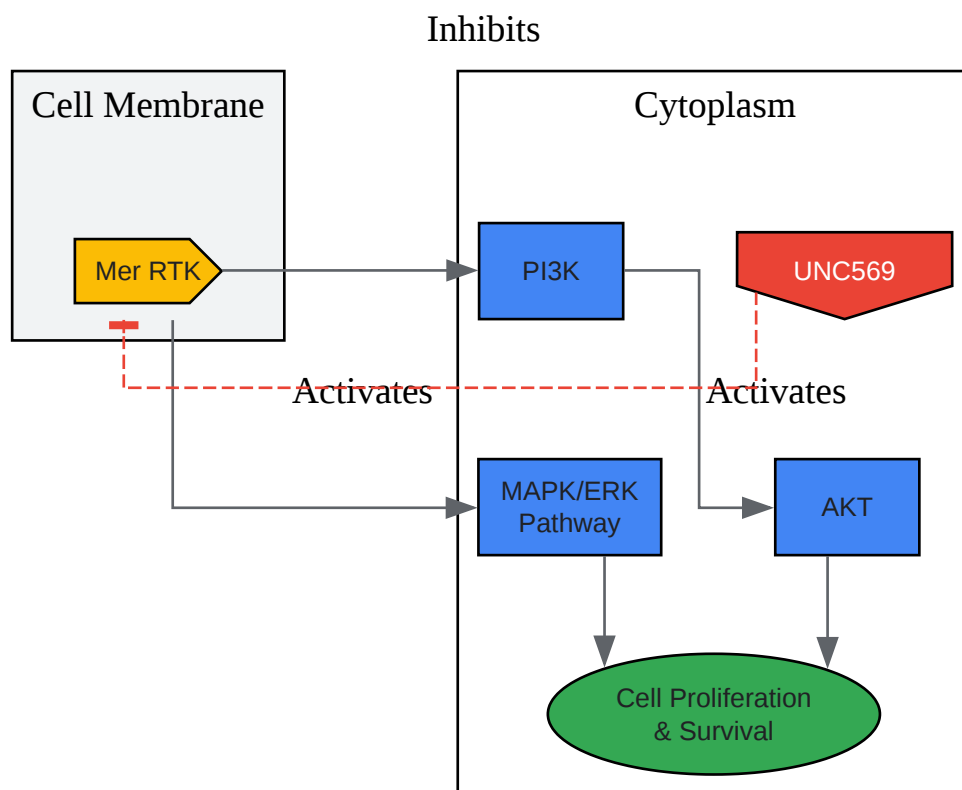 Inhibits
Cell Membrane
Cytoplasm
Mer RTK
PI3K
UNC569
Activates
Activates
MAPK/ERK
Pathway
AKT
Cell Proliferation
& Survival